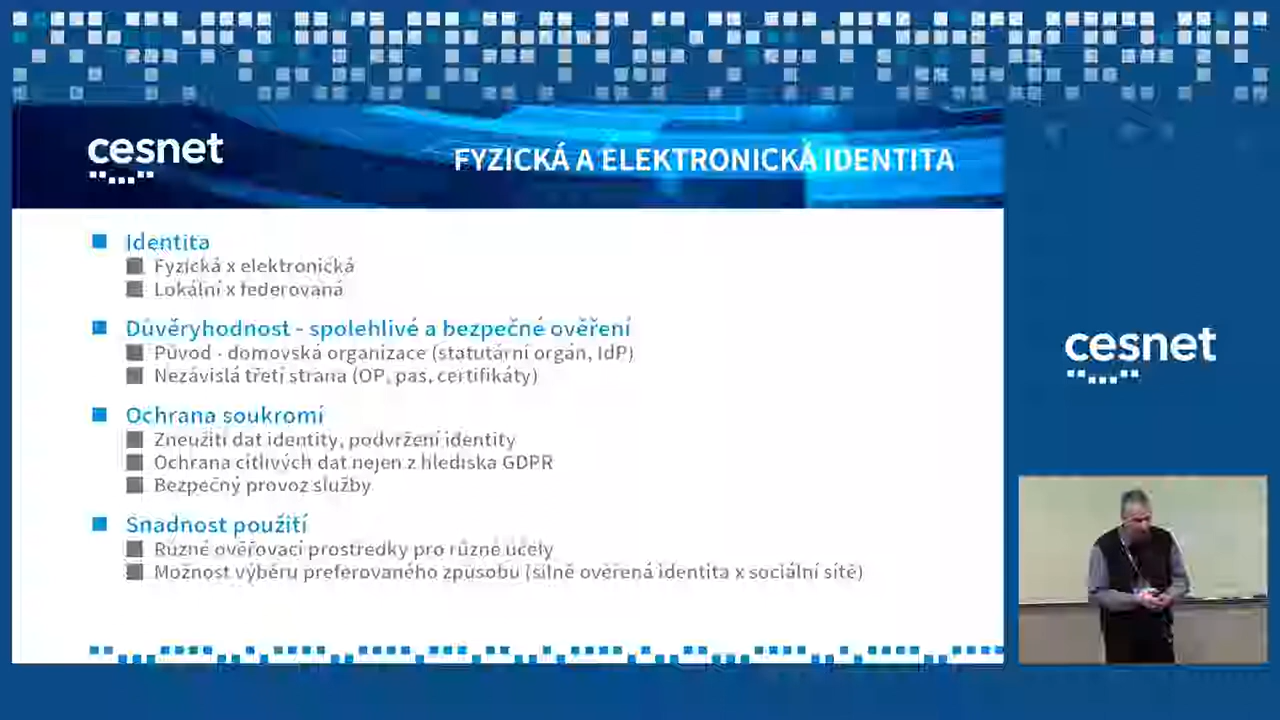 cesnet
FYZICKÁ A ELEKTRONICKÁ IDENTITA
Identita
Fyzická x elektronická
Lokální x federovaná
Důvěryhodnost - spolehlivé a bezpečné ověření
Původ - domovská organizace (statutární orgán, IdP)
Nezávislá třetí strana (OP, pas, certifikáty)
Ochrana soukromí
Zneužití dat identity, podvržení identity
Ochrana citlivých dat nejen z hlediska GDPR
Bezpečný provoz služby
Snadnost použití
Různé ověřovací prostředky pro různé účely
Možnost výběru preferovaného způsobu (silně ověřená identita x sociální sítě)
cesnet